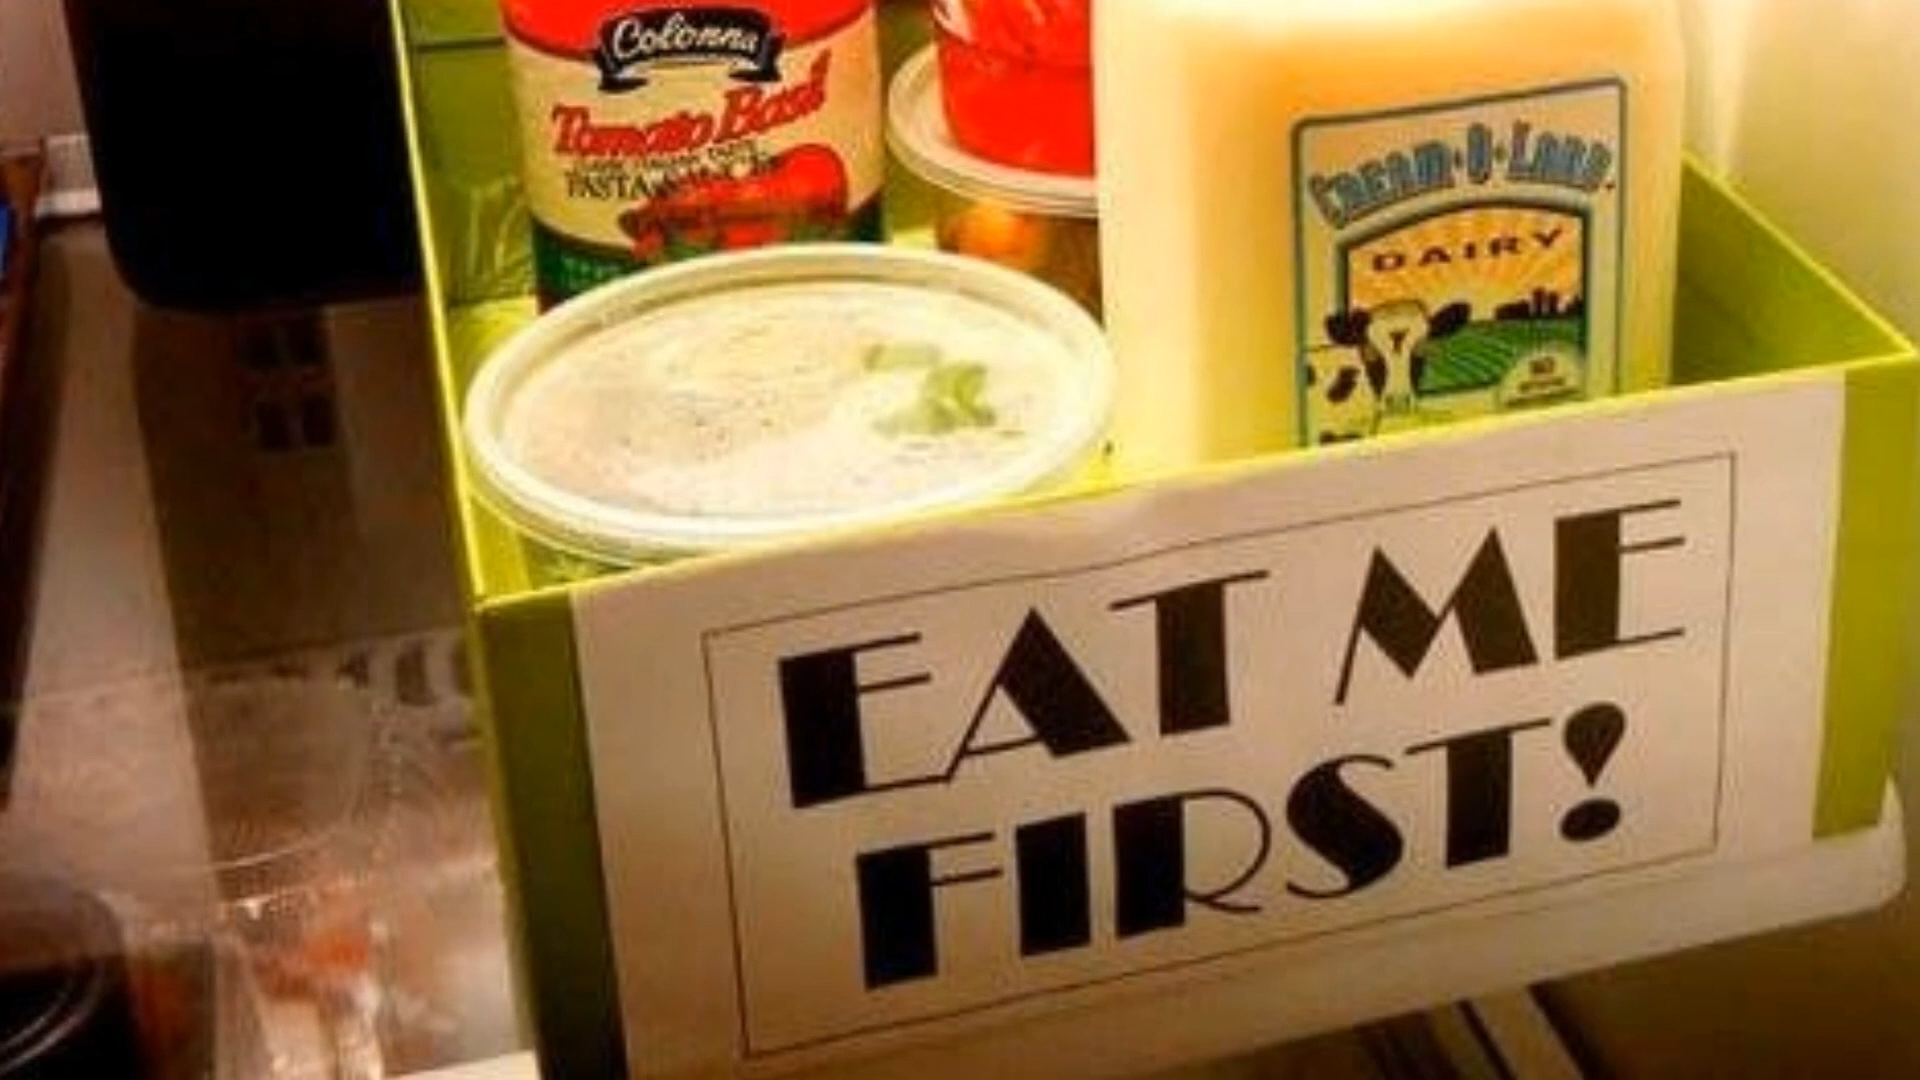 Colonna
Tomato Basil
PASTA
CREAM·O·LAND
DAIRY
EAT ME
FIRST!